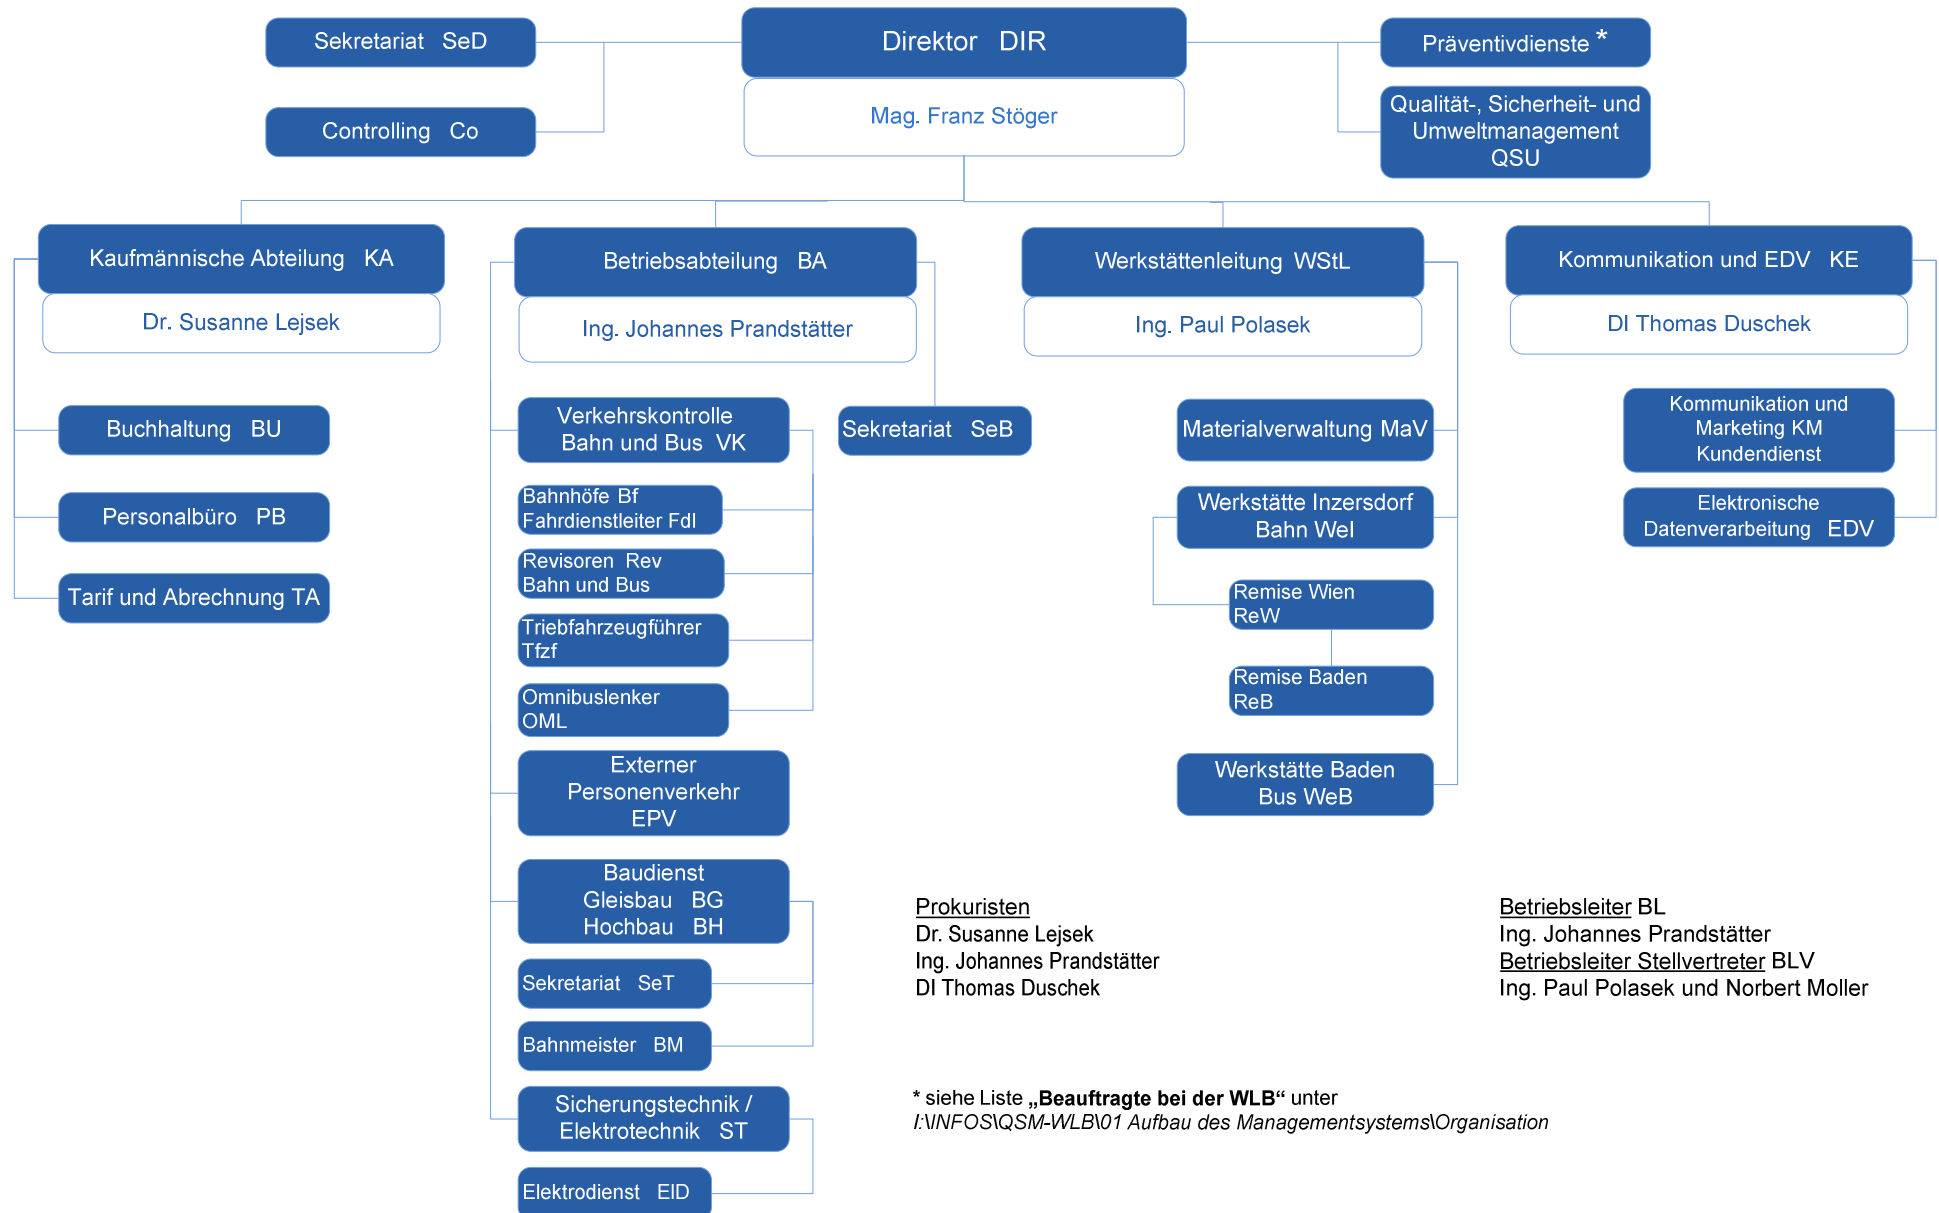 Sekretariat SeD
Direktor DIR
Präventivdienste *
Controlling Co
Mag. Franz Stöger
Qualität-, Sicherheit- und
Umweltmanagement
QSU
Kaufmännische Abteilung KA
Dr. Susanne Lejsek
Betriebsabteilung BA
Ing. Johannes Prandstätter
Werkstättenleitung WStL
Ing. Paul Polasek
Kommunikation und EDV KE
DI Thomas Duschek
Buchhaltung BU
Personalbüro PB
Tarif und Abrechnung TA
Verkehrskontrolle
Bahn und Bus VK
Sekretariat SeB
Bahnhöfe Bf
Fahrdienstleiter Fdl
Revisoren Rev
Bahn und Bus
Triebfahrzeugführer
Tfzf
Omnibuslenker
OML
Externer
Personenverkehr
EPV
Baudienst
Gleisbau BG
Hochbau BH
Sekretariat SeT
Bahnmeister BM
Sicherungstechnik /
Elektrotechnik ST
Elektrodienst ElD
Materialverwaltung MaV
Werkstätte Inzersdorf
Bahn WeI
Remise Wien
ReW
Remise Baden
ReB
Werkstätte Baden
Bus WeB
Kommunikation und
Marketing KM
Kundendienst
Elektronische
Datenverarbeitung EDV
Prokuristen
Dr. Susanne Lejsek
Ing. Johannes Prandstätter
DI Thomas Duschek
Betriebsleiter BL
Ing. Johannes Prandstätter
Betriebsleiter Stellvertreter BLV
Ing. Paul Polasek und Norbert Moller
* siehe Liste „Beauftragte bei der WLB“ unter
I:\INFOS\QSM-WLB\01 Aufbau des Managementsystems\Organisation